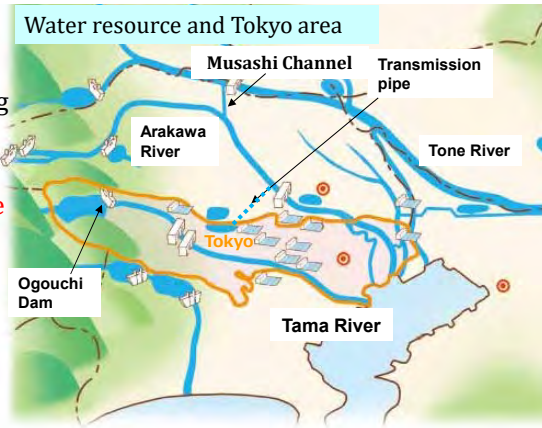 Water resource and Tokyo area
Musashi Channel
Transmission
pipe
g
Arakawa
River
Tone River
e
Tokyo
Ogouchi
Dam
Tama River